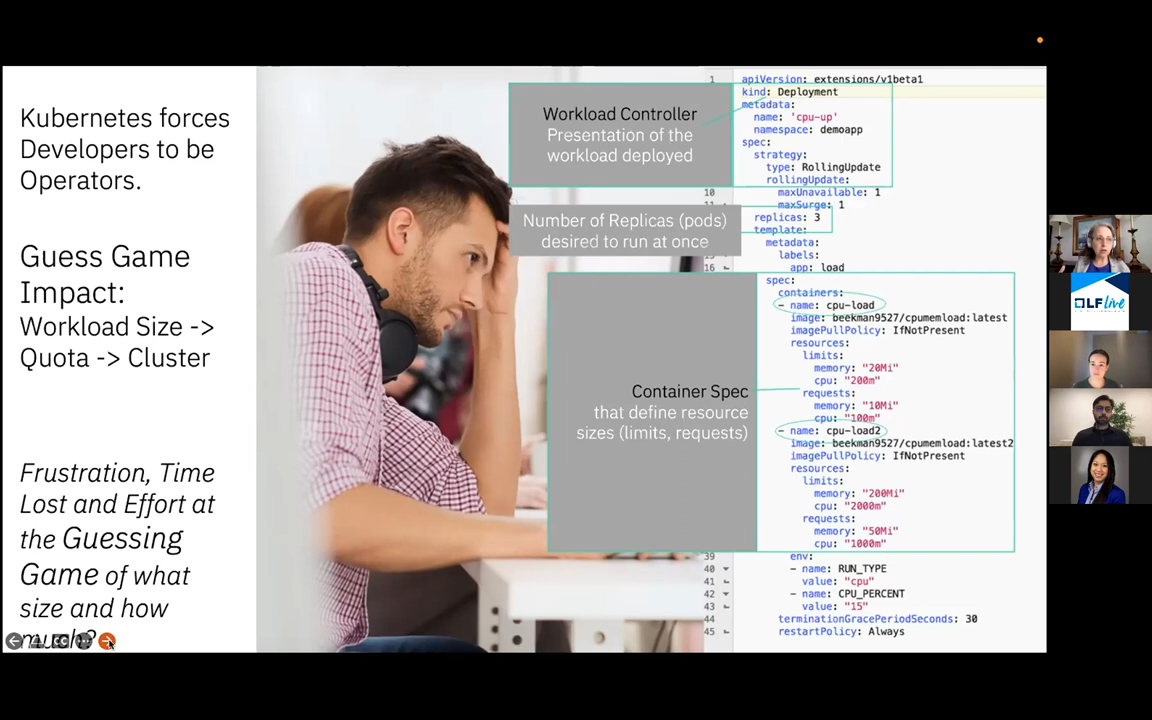 Kubernetes forces
Developers to be
Operators.
Guess Game
Impact:
Workload Size ->
Quota -> Cluster
Frustration, Time
Lost and Effort at
the Guessing
Game of what
size and how
much?
CC
Workload Controller
Presentation of the
workload deployed
Number of Replicas (pods)
desired to run at once
Container Spec
that define resource
sizes (limits, requests)
1 apiVersion: extensions/v1beta1
kind: Deployment
metadata:
name: 'cpu-up'
namespace: demoapp
spec:
strategy:
type: RollingUpdate
rollingUpdate:
10 maxUnavailable: 1
maxSurge: 1
replicas: 3
template:
metadata:
labels:
16 app: load
spec:
containers:
- name: cpu-load
image: beekman9527/cpumemload:latest
imagePullPolicy: IfNotPresent
resources:
limits:
memory: "20Mi"
cpu: "200m"
requests:
memory: "10Mi"
cpu: "100m"
- name: cpu-load2
image: beekman9527/cpumemload:latest2
imagePullPolicy: IfNotPresent
resources:
limits:
memory: "200Mi"
cpu: "2000m"
requests:
memory: "50Mi"
cpu: "1000m"
39 env:
40 - name: RUN_TYPE
41 value: "cpu"
42 - name: CPU_PERCENT
43 value: "15"
44 terminationGracePeriodSeconds: 30
45 restartPolicy: Always
LF live